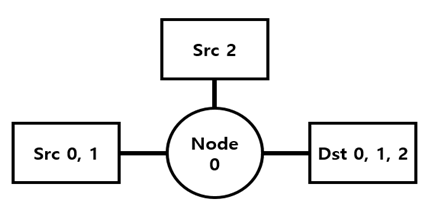 Src 2
Src 0, 1
Node
0
Dst 0, 1, 2